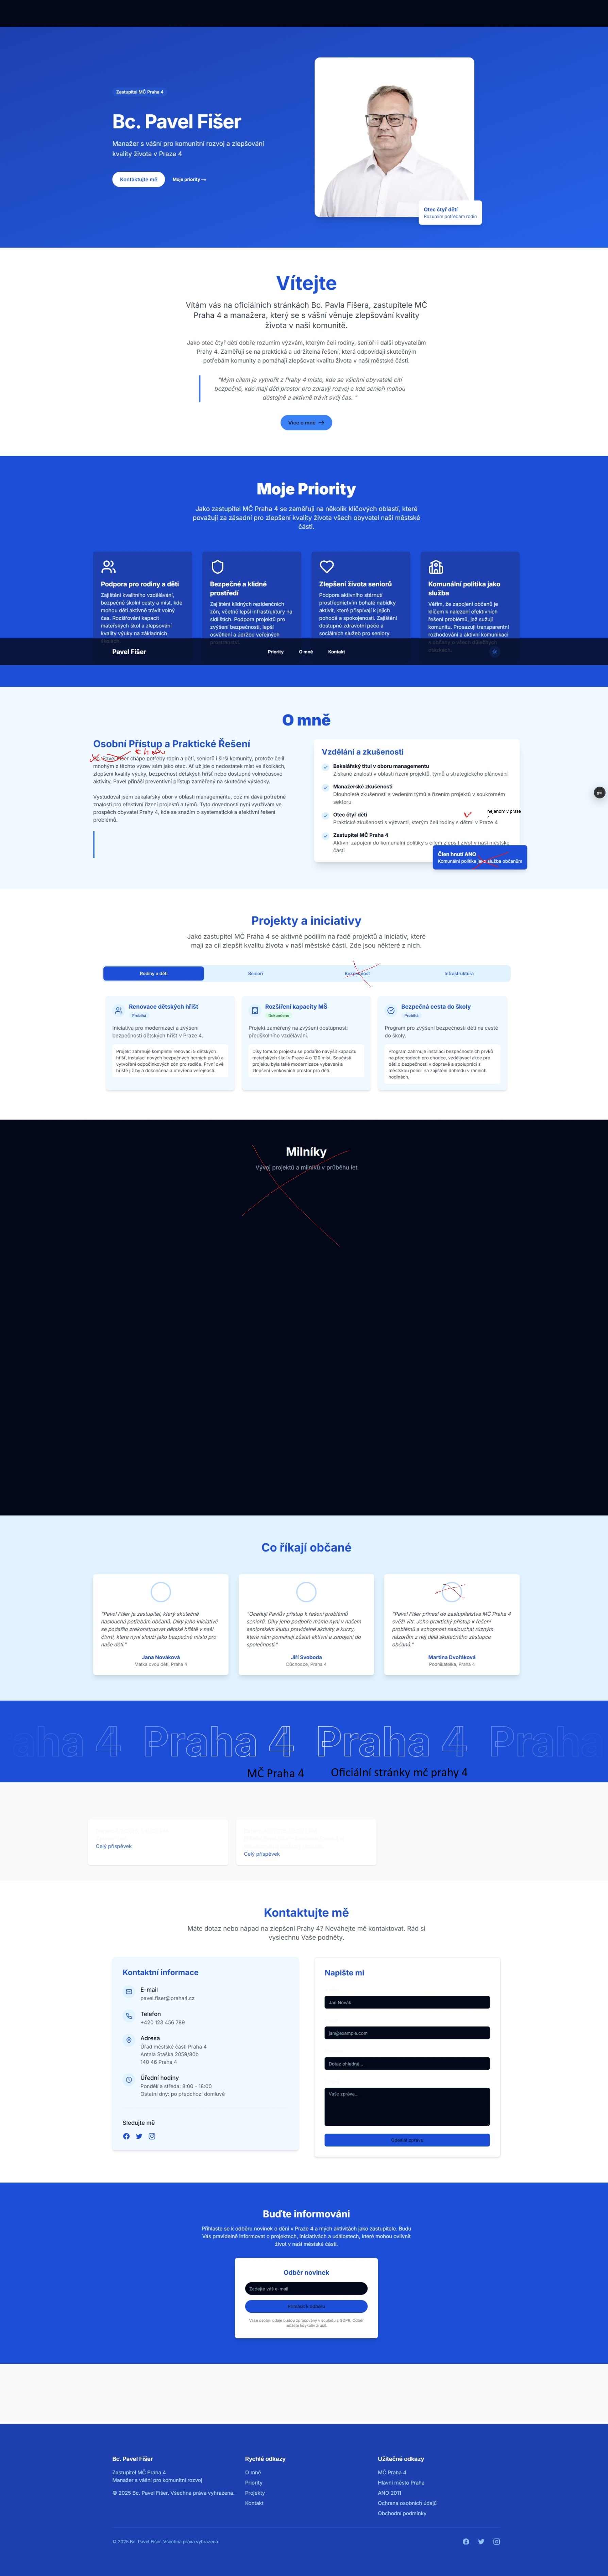 Zastupitel MČ Praha 4
Bc. Pavel Fišer
Manažer s vášní pro komunitní rozvoj a zlepšování
kvality života v Praze 4
Kontaktujte mě
Moje priority →
Otec čtyř dětí
Rozumím potřebám rodin
Vítejte
Vítám vás na oficiálních stránkách Bc. Pavla Fišera, zastupitele MČ
Praha 4 a manažera, který se s vášní věnuje zlepšování kvality
života v naší komunitě.
Jako otec čtyř dětí dobře rozumím výzvám, kterým čelí rodiny, senioři i další obyvatelé
Prahy 4. Zaměřuji se na praktická a udržitelná řešení, která odpovídají skutečným
potřebám komunity a pomáhají zlepšovat kvalitu života v naší městské části.
"Mým cílem je vytvořit z Prahy 4 místo, kde se všichni obyvatelé cítí
bezpečně, kde mají děti prostor pro zdravý rozvoj a kde senioři mohou
důstojně a aktivně trávit svůj čas. "
Více o mně →
Moje Priority
Jako zastupitel MČ Praha 4 se zaměřuji na několik klíčových oblastí, které
považuji za zásadní pro zlepšení kvality života všech obyvatel naší městské
části.
Podpora pro rodiny a děti
Zajištění kvalitního vzdělávání,
bezpečné školní cesty a míst, kde
mohou děti aktivně trávit volný
čas. Rozšiřování kapacit
mateřských škol a zlepšování
kvality výuky na základních
Bezpečné a klidné
prostředí
Zajištění klidných rezidenčních
zón, včetně lepší infrastruktury na
sídlištích. Podpora projektů pro
zvýšení bezpečnosti, lepší
osvětlení a údržbu veřejných
Zlepšení života seniorů
Podpora aktivního stárnutí
prostřednictvím bohaté nabídky
aktivit, které přispívají k jejich
pohodě a spokojenosti. Zajištění
dostupné zdravotní péče a
sociálních služeb pro seniory.
Komunální politika jako
služba
Věřím, že zapojení občanů je
klíčem k nalezení efektivních
řešení problémů, jež sužují
komunitu. Prosazuji transparentní
rozhodování a aktivní komunikaci
Pavel Fišer
Priority
O mně
Kontakt
O mně
Osobní Přístup a Praktické Řešení
Fišer chápe potřeby rodin a dětí, seniorů i širší komunity, protože čelil
mnohým z těchto výzev sám jako otec. Ať už jde o nedostatek míst ve školkách,
zlepšení kvality výuky, bezpečnost dětských hřišť nebo dostupné volnočasové
aktivity, Pavel přináší preventivní přístup zaměřený na skutečné výsledky.
Vystudoval jsem bakalářský obor v oblasti managementu, což mi dává potřebné
znalosti pro efektivní řízení projektů a týmů. Tyto dovednosti nyní využívám ve
prospěch obyvatel Prahy 4, kde se snažím o systematické a efektivní řešení
problémů.
Vzdělání a zkušenosti
Bakalářský titul v oboru managementu
Získané znalosti v oblasti řízení projektů, týmů a strategického plánování
Manažerské zkušenosti
Dlouholeté zkušenosti s vedením týmů a řízením projektů v soukromém
sektoru
Otec čtyř dětí
Praktické zkušenosti s výzvami, kterým čelí rodiny s dětmi v Praze 4
nejenom v praze
4
Zastupitel MČ Praha 4
Aktivní zapojení do komunální politiky s cílem zlepšit život v naší městské
části
Člen hnutí ANO
Komunální politika jako služba občanům
Projekty a iniciativy
Jako zastupitel MČ Praha 4 se aktivně podílím na řadě projektů a iniciativ, které
mají za cíl zlepšit kvalitu života v naší městské části. Zde jsou některé z nich.
Rodiny a děti
Senioři
Bezpečnost
Infrastruktura
Renovace dětských hřišť
Probíhá
Iniciativa pro modernizaci a zvýšení
bezpečnosti dětských hřišť v Praze 4.
Projekt zahrnuje kompletní renovaci 5 dětských
hřišť, instalaci nových bezpečných herních prvků a
vytvoření odpočinkových zón pro rodiče. První dvě
hřiště již byla dokončena a otevřena veřejnosti.
Rozšíření kapacity MŠ
Dokončeno
Projekt zaměřený na zvýšení dostupnosti
předškolního vzdělávání.
Díky tomuto projektu se podařilo navýšit kapacitu
mateřských škol v Praze 4 o 120 míst. Součástí
projektu byla také modernizace vybavení a
zlepšení venkovních prostor pro děti.
Bezpečná cesta do školy
Probíhá
Program pro zvýšení bezpečnosti dětí na cestě
do školy.
Program zahrnuje instalaci bezpečnostních prvků
na přechodech pro chodce, vzdělávací akce pro
děti o bezpečnosti v dopravě a spolupráci s
městskou policií na zajištění dohledu v ranních
hodinách.
Milníky
Vývoj projektů a milníků v průběhu let
Co říkají občané
"Pavel Fišer je zastupitel, který skutečně
naslouchá potřebám občanů. Díky jeho iniciativě
se podařilo zrekonstruovat dětské hřiště v naší
čtvrti, které nyní slouží jako bezpečné místo pro
naše děti."
Jana Nováková
Matka dvou dětí, Praha 4
"Oceňuji Pavlův přístup k řešení problémů
seniorů. Díky jeho podpoře máme nyní v našem
seniorském klubu pravidelné aktivity a kurzy,
které nám pomáhají zůstat aktivní a zapojení do
společnosti."
Jiří Svoboda
Důchodce, Praha 4
"Pavel Fišer přinesl do zastupitelstva MČ Praha 4
svěží vítr. Jeho praktický přístup k řešení
problémů a schopnost naslouchat různým
názorům z něj dělá skutečného zástupce
občanů."
Martina Dvořáková
Podnikatelka, Praha 4
aha 4 Praha 4 Praha 4 Praha
MČ Praha 4
Oficiální stránky mč prahy 4
Celý příspěvek
Celý příspěvek
Kontaktujte mě
Máte dotaz nebo nápad na zlepšení Prahy 4? Neváhejte mě kontaktovat. Rád si
vyslechnu Vaše podněty.
Kontaktní informace
E-mail
pavel.fiser@praha4.cz
Telefon
+420 123 456 789
Adresa
Úřad městské části Praha 4
Antala Staška 2059/80b
140 46 Praha 4
Úřední hodiny
Pondělí a středa: 8:00 - 18:00
Ostatní dny: po předchozí domluvě
Sledujte mě
Napište mi
Jan Novák
jan@example.com
Dotaz ohledně...
Vaše zpráva...
Odeslat zprávu
Buďte informováni
Přihlaste se k odběru novinek o dění v Praze 4 a mých aktivitách jako zastupitele. Budu
Vás pravidelně informovat o projektech, iniciativách a událostech, které mohou ovlivnit
život v naší městské části.
Odběr novinek
Zadejte váš e-mail
Přihlásit k odběru
Vaše osobní údaje budou zpracovány v souladu s GDPR. Odběr
můžete kdykoliv zrušit.
Bc. Pavel Fišer
Zastupitel MČ Praha 4
Manažer s vášní pro komunitní rozvoj
© 2025 Bc. Pavel Fišer. Všechna práva vyhrazena.
Rychlé odkazy
O mně
Priority
Projekty
Kontakt
Užitečné odkazy
MČ Praha 4
Hlavní město Praha
ANO 2011
Ochrana osobních údajů
Obchodní podmínky
© 2025 Bc. Pavel Fišer. Všechna práva vyhrazena.